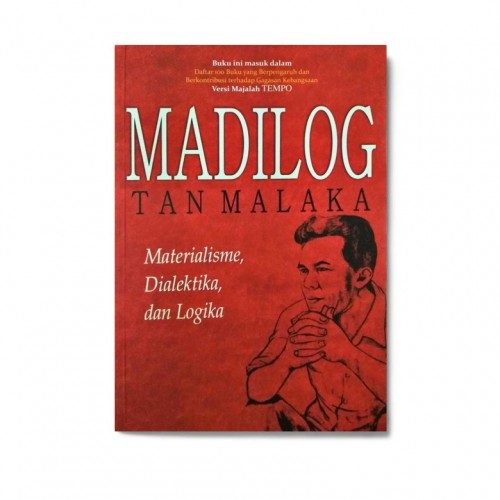 Buku ini masuk dalam
Daftar 100 Buku yang Berpengaruh dan
Berkontribusi terhadap Gagasan Kebangsaan
Versi Majalah TEMPO
MADILOG
TAN MALAKA
Materialisme,
Dialektika,
dan Logika